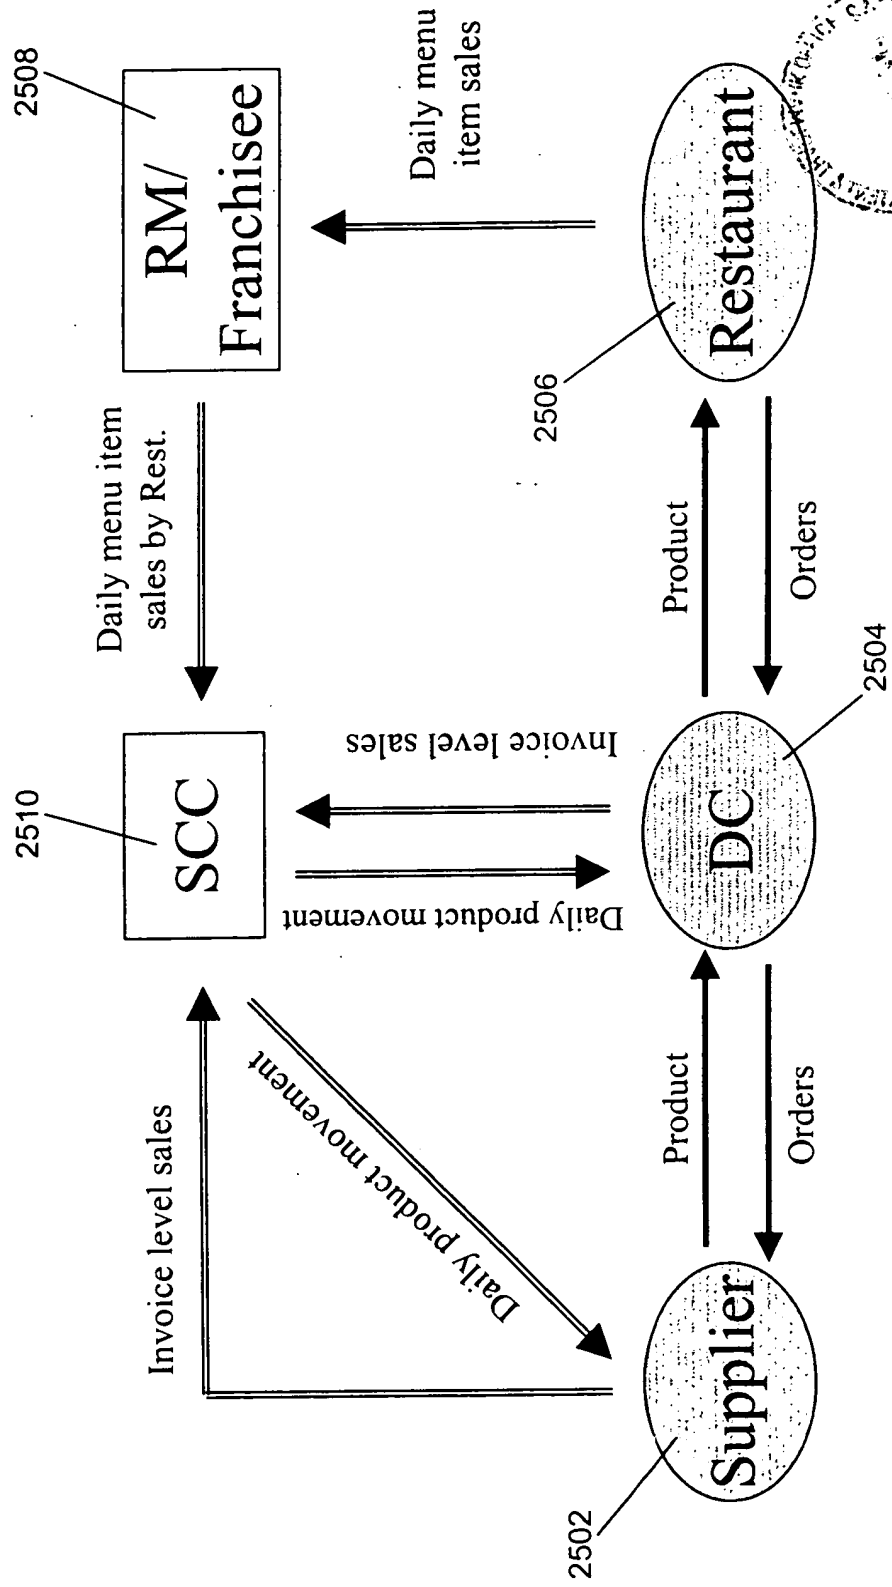 2508
RM/
Franchisee
Daily menu
item sales
Daily menu item
sales by Rest.
2510
SCC
Invoice level sales
Daily product movement
Invoice level sales
Daily product
movement
2506
Restaurant
Product
Orders
2504
DC
Product
Orders
2502
Supplier